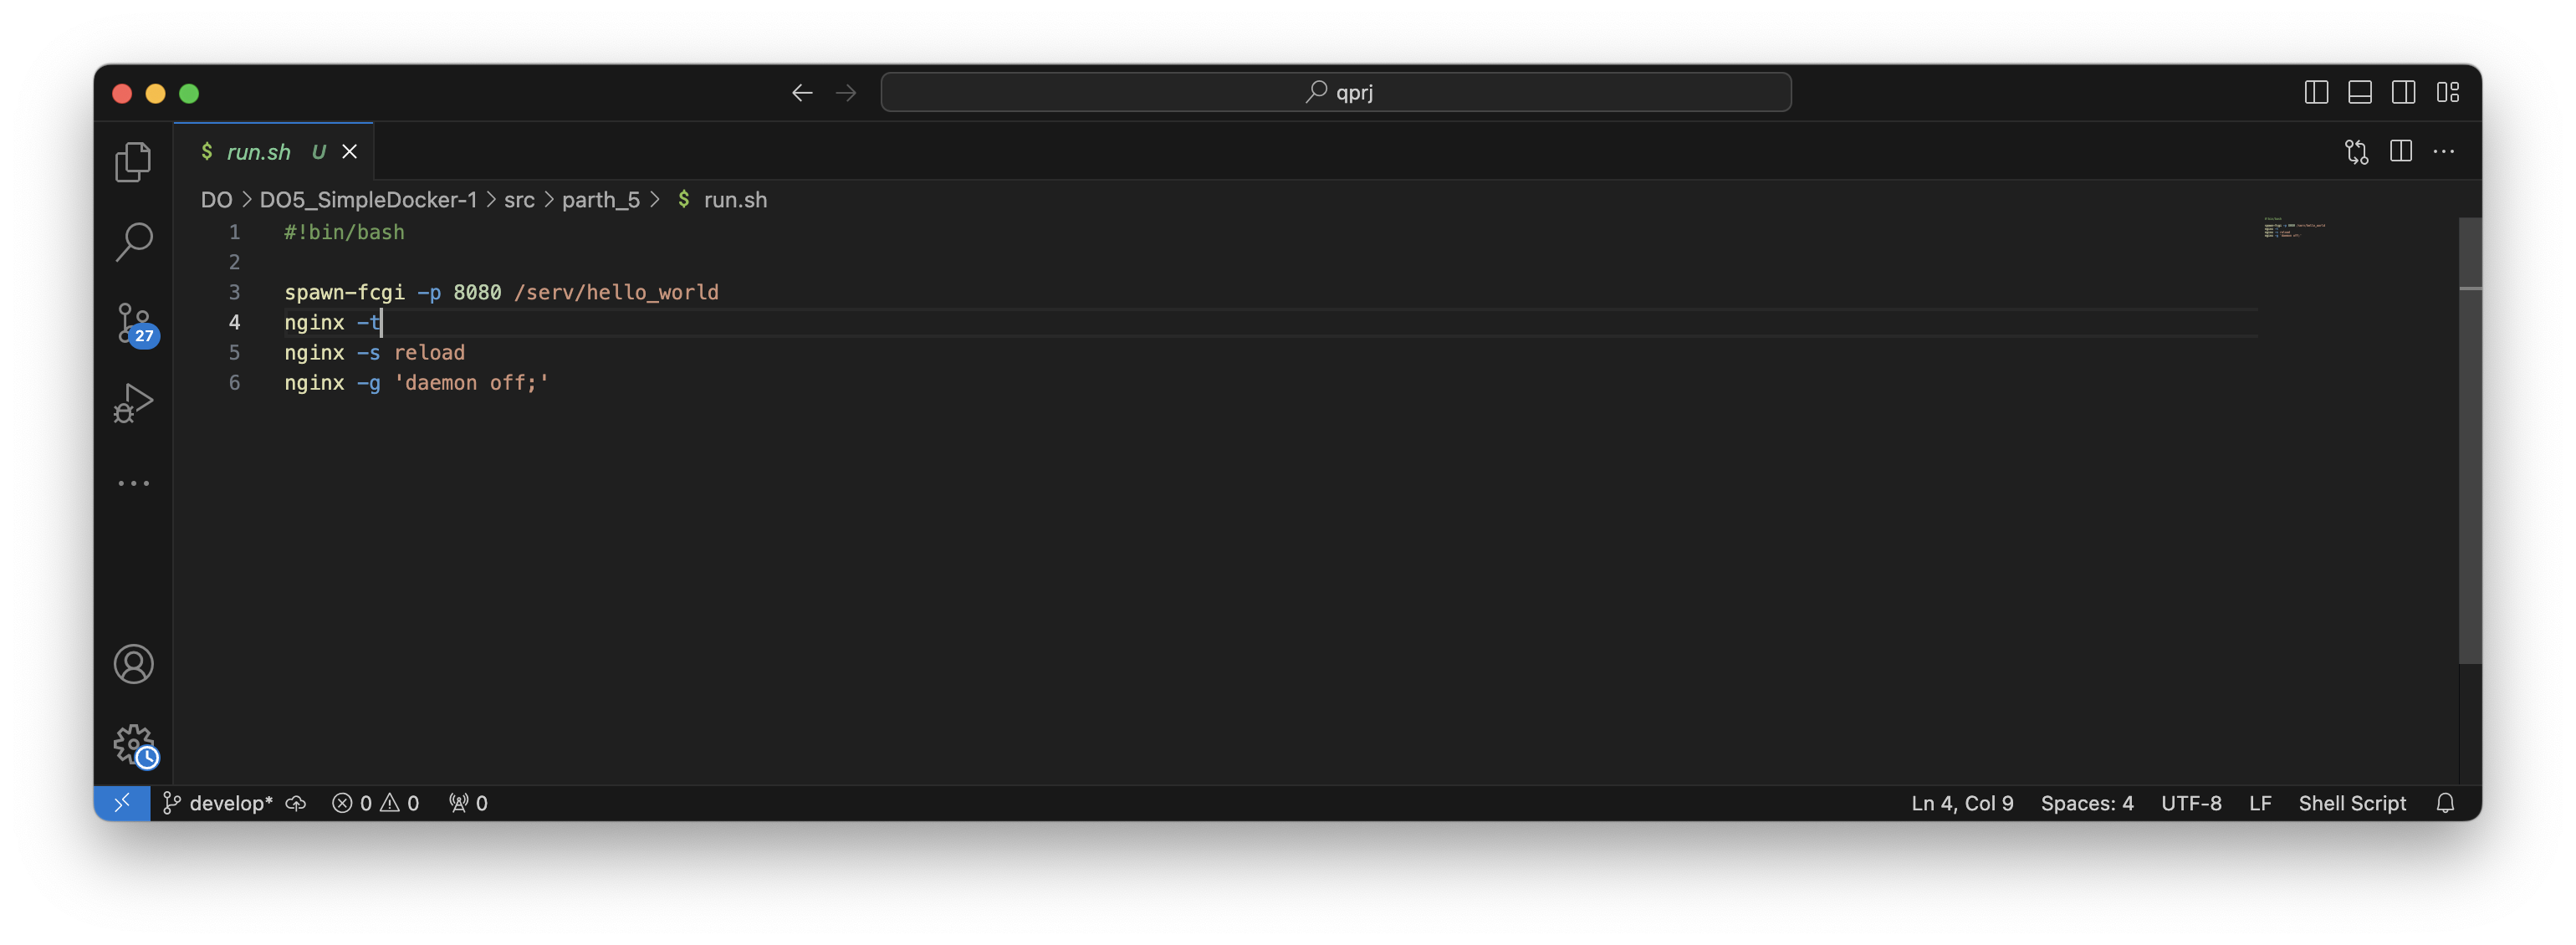 qprj
$ run.sh U
DO > DO5_SimpleDocker-1 > src > parth_5 > $ run.sh
1 #!bin/bash
2
3 spawn-fcgi -p 8080 /serv/hello_world
4 nginx -t
5 nginx -s reload
6 nginx -g 'daemon off;'
27
develop* 0 0 0 Ln 4, Col 9 Spaces: 4 UTF-8 LF Shell Script